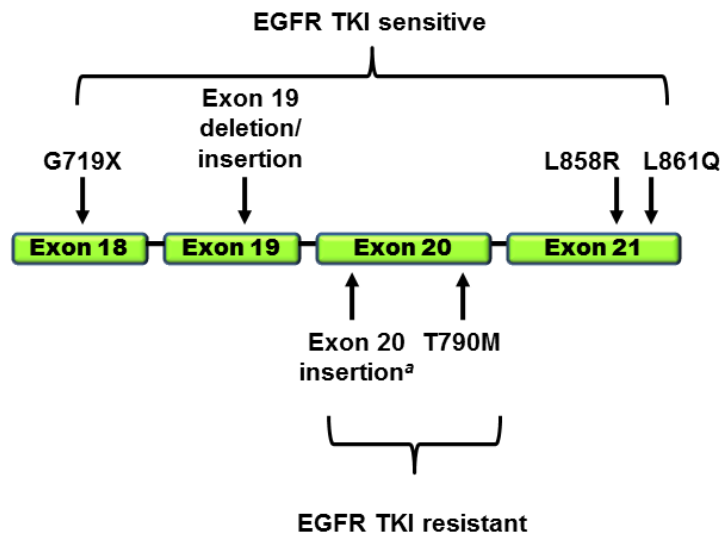 EGFR TKI sensitive
Exon 19
deletion/
insertion
G719X
L858R
L861Q
Exon 18
Exon 19
Exon 20
Exon 21
Exon 20
insertionᵃ
T790M
EGFR TKI resistant